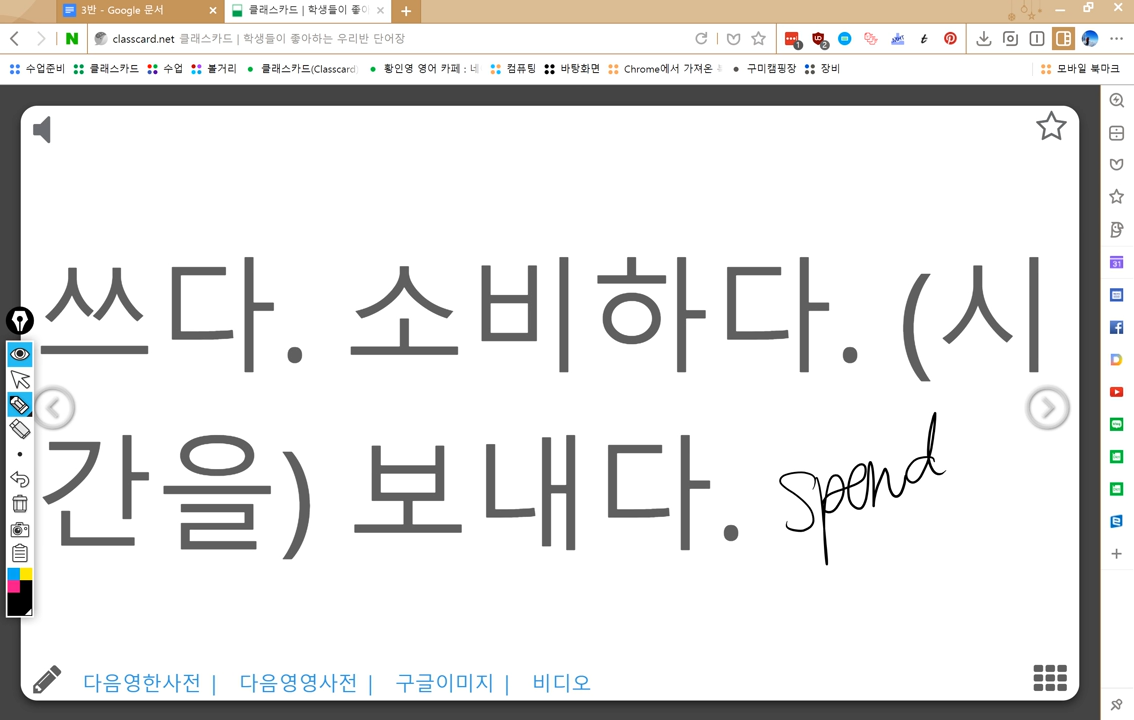 3반 - Google 문서
클래스카드 | 학생들이 좋아
classcard.net 클래스카드 | 학생들이 좋아하는 우리반 단어장
수업준비 클래스카드 수업 볼거리 클래스카드(Classcard 황인영 영어 카페 : 네 컴퓨팅 바탕화면 Chrome에서 가져온 구미캠핑장 장비 모바일 북마크
쓰다. 소비하다. (시
간을) 보내다. spend
다음영한사전 | 다음영영사전 | 구글이미지 | 비디오